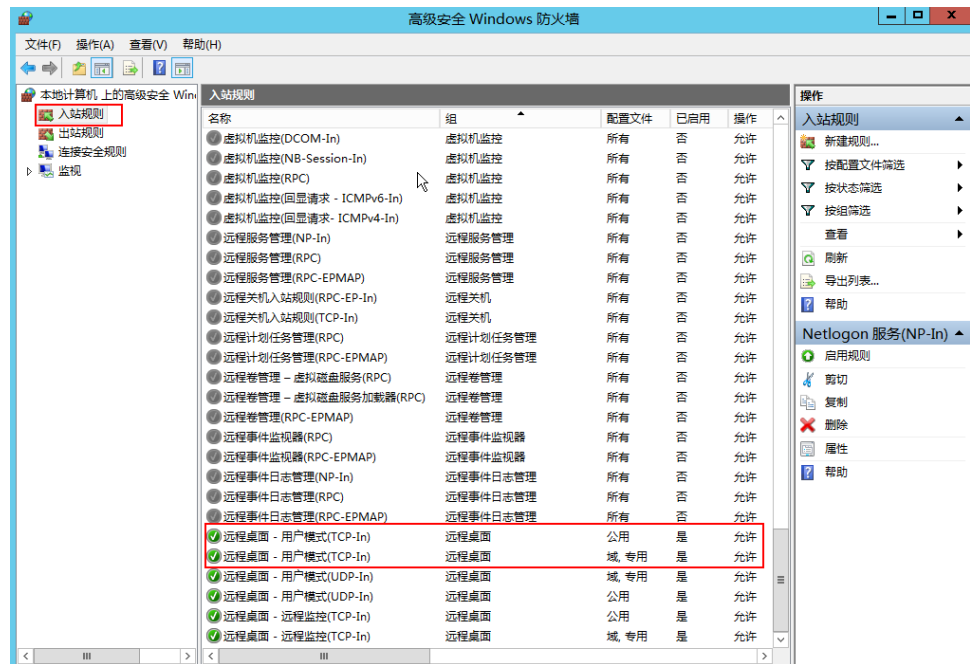 高级安全 Windows 防火墙
文件(F) 操作(A) 查看(V) 帮助(H)
本地计算机 上的高级安全 Win
入站规则
出站规则
连接安全规则
监视
入站规则
名称 组 配置文件 已启用 操作
虚拟机监控(DCOM-In) 虚拟机监控 所有 否 允许
虚拟机监控(NB-Session-In) 虚拟机监控 所有 否 允许
虚拟机监控(RPC) 虚拟机监控 所有 否 允许
虚拟机监控(回显请求 - ICMPv6-In) 虚拟机监控 所有 否 允许
虚拟机监控(回显请求- ICMPv4-In) 虚拟机监控 所有 否 允许
远程服务管理(NP-In) 远程服务管理 所有 否 允许
远程服务管理(RPC) 远程服务管理 所有 否 允许
远程服务管理(RPC-EPMAP) 远程服务管理 所有 否 允许
远程关机入站规则(RPC-EP-In) 远程关机 所有 否 允许
远程关机入站规则(TCP-In) 远程关机 所有 否 允许
远程计划任务管理(RPC) 远程计划任务管理 所有 否 允许
远程计划任务管理(RPC-EPMAP) 远程计划任务管理 所有 否 允许
远程卷管理 – 虚拟磁盘服务(RPC) 远程卷管理 所有 否 允许
远程卷管理 – 虚拟磁盘服务加载器(RPC) 远程卷管理 所有 否 允许
远程卷管理(RPC-EPMAP) 远程卷管理 所有 否 允许
远程事件监视器(RPC) 远程事件监视器 所有 否 允许
远程事件监视器(RPC-EPMAP) 远程事件监视器 所有 否 允许
远程事件日志管理(NP-In) 远程事件日志管理 所有 否 允许
远程事件日志管理(RPC) 远程事件日志管理 所有 否 允许
远程事件日志管理(RPC-EPMAP) 远程事件日志管理 所有 否 允许
远程桌面 - 用户模式(TCP-In) 远程桌面 公用 是 允许
远程桌面 - 用户模式(TCP-In) 远程桌面 域, 专用 是 允许
远程桌面 - 用户模式(UDP-In) 远程桌面 域, 专用 是 允许
远程桌面 - 用户模式(UDP-In) 远程桌面 公用 是 允许
远程桌面 - 远程监控(TCP-In) 远程桌面 公用 是 允许
远程桌面 - 远程监控(TCP-In) 远程桌面 域, 专用 是 允许
操作
入站规则
新建规则...
按配置文件筛选
按状态筛选
按组筛选
查看
刷新
导出列表...
帮助
Netlogon 服务(NP-In)
启用规则
剪切
复制
删除
属性
帮助